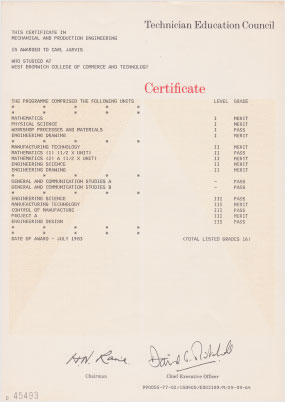 Technician Education Council
THIS CERTIFICATE IN
MECHANICAL AND PRODUCTION ENGINEERING
IS AWARDED TO CARL JARVIS
WHO STUDIED AT
WEST BROMWICH COLLEGE OF COMMERCE AND TECHNOLOGY
Certificate
THE PROGRAMME COMPRISED THE FOLLOWING UNITS LEVEL GRADE
* * * * *
* * * * *
MATHEMATICS I MERIT
PHYSICAL SCIENCE I MERIT
WORKSHOP PROCESSES AND MATERIALS I PASS
ENGINEERING DRAWING I MERIT
* * * * *
MANUFACTURING TECHNOLOGY II MERIT
MATHEMATICS (1) (1/2 X UNIT) II PASS
MATHEMATICS (2) A (1/2 X UNIT) II PASS
ENGINEERING SCIENCE II MERIT
ENGINEERING DRAWING II MERIT
* * * * *
GENERAL AND COMMUNICATION STUDIES A - PASS
GENERAL AND COMMUNICATION STUDIES B - PASS
* * * * *
ENGINEERING SCIENCE III PASS
MANUFACTURING TECHNOLOGY III MERIT
CONTROL OF MANUFACTURE III PASS
PROJECT A III MERIT
ENGINEERING DESIGN III PASS
* * * * *
* * * * *
DATE OF AWARD - JULY 1983 (TOTAL LISTED GRADES 16)
Chairman
Chief Executive Officer
D 45493